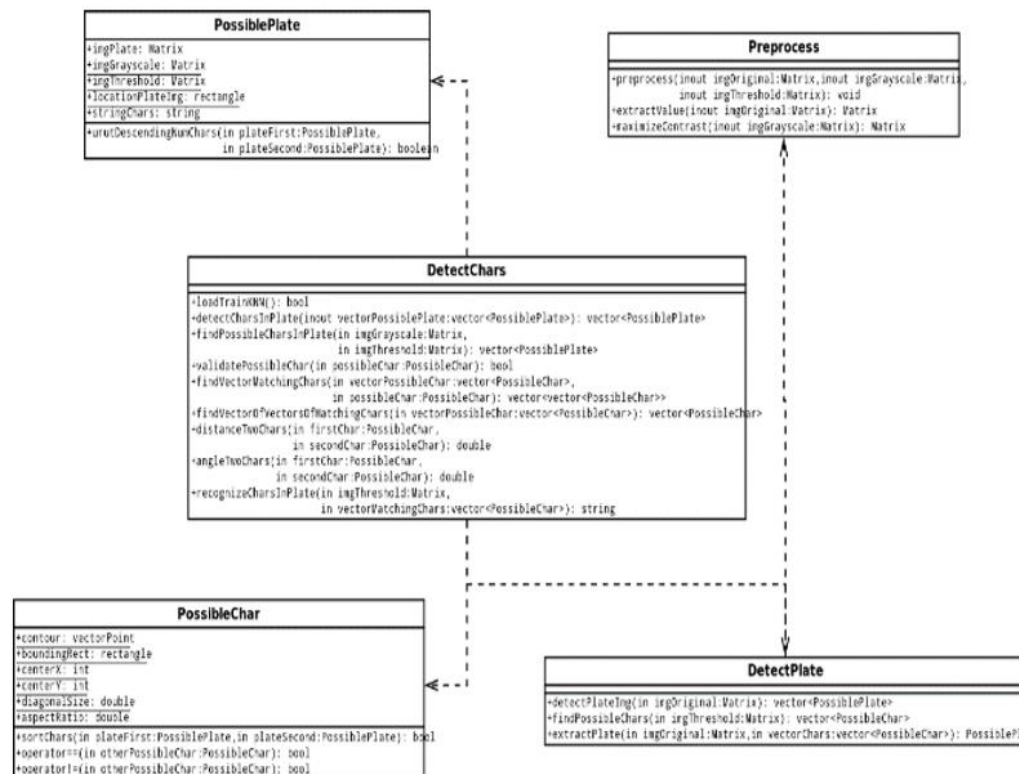 PossiblePlate
+imgPlate: Matrix
+imgGrayscale: Matrix
+imgThreshold: Matrix
+locationPlateImg: rectangle
+stringChars: string
+urutDescendingNumChars(in plateFirst:PossiblePlate,
in plateSecond:PossiblePlate): boolean
Preprocess
+preprocess(inout imgOriginal:Matrix,inout imgGrayscale:Matrix,
inout imgThreshold:Matrix): void
+extractValue(inout imgOriginal:Matrix): Matrix
+maximizeContrast(inout imgGrayscale:Matrix): Matrix
DetectChars
+loadTrainKNN(): bool
+detectCharsInPlate(inout vectorPossiblePlate:vector<PossiblePlate>): vector<PossiblePlate>
+findPossibleCharsInPlate(in imgGrayscale:Matrix,
in imgThreshold:Matrix): vector<PossiblePlate>
+validatePossibleChar(in possibleChar:PossibleChar): bool
+findVectorMatchingChars(in vectorPossibleChar:vector<PossibleChar>,
in possibleChar:PossibleChar): vector<vector<PossibleChar>>
+findVectorOfVectorsOfMatchingChars(in vectorPossibleChar:vector<PossibleChar>): vector<PossibleChar>
+distanceTwoChars(in firstChar:PossibleChar,
in secondChar:PossibleChar): double
+angleTwoChars(in firstChar:PossibleChar,
in secondChar:PossibleChar): double
+recognizeCharsInPlate(in imgThreshold:Matrix,
in vectorMatchingChars:vector<PossibleChar>): string
PossibleChar
+contour: vectorPoint
+boundingRect: rectangle
+centerX: int
+centerY: int
+diagonalSize: double
+aspectRatio: double
+sortChars(in plateFirst:PossiblePlate,in plateSecond:PossiblePlate): bool
+operator==(in otherPossibleChar:PossibleChar): bool
+operator!=(in otherPossibleChar:PossibleChar): bool
DetectPlate
+detectPlateImg(in imgOriginal:Matrix): vector<PossiblePlate>
+findPossibleChars(in imgThreshold:Matrix): vector<PossibleChar>
+extractPlate(in imgOriginal:Matrix,in vectorChars:vector<PossibleChar>): PossiblePl